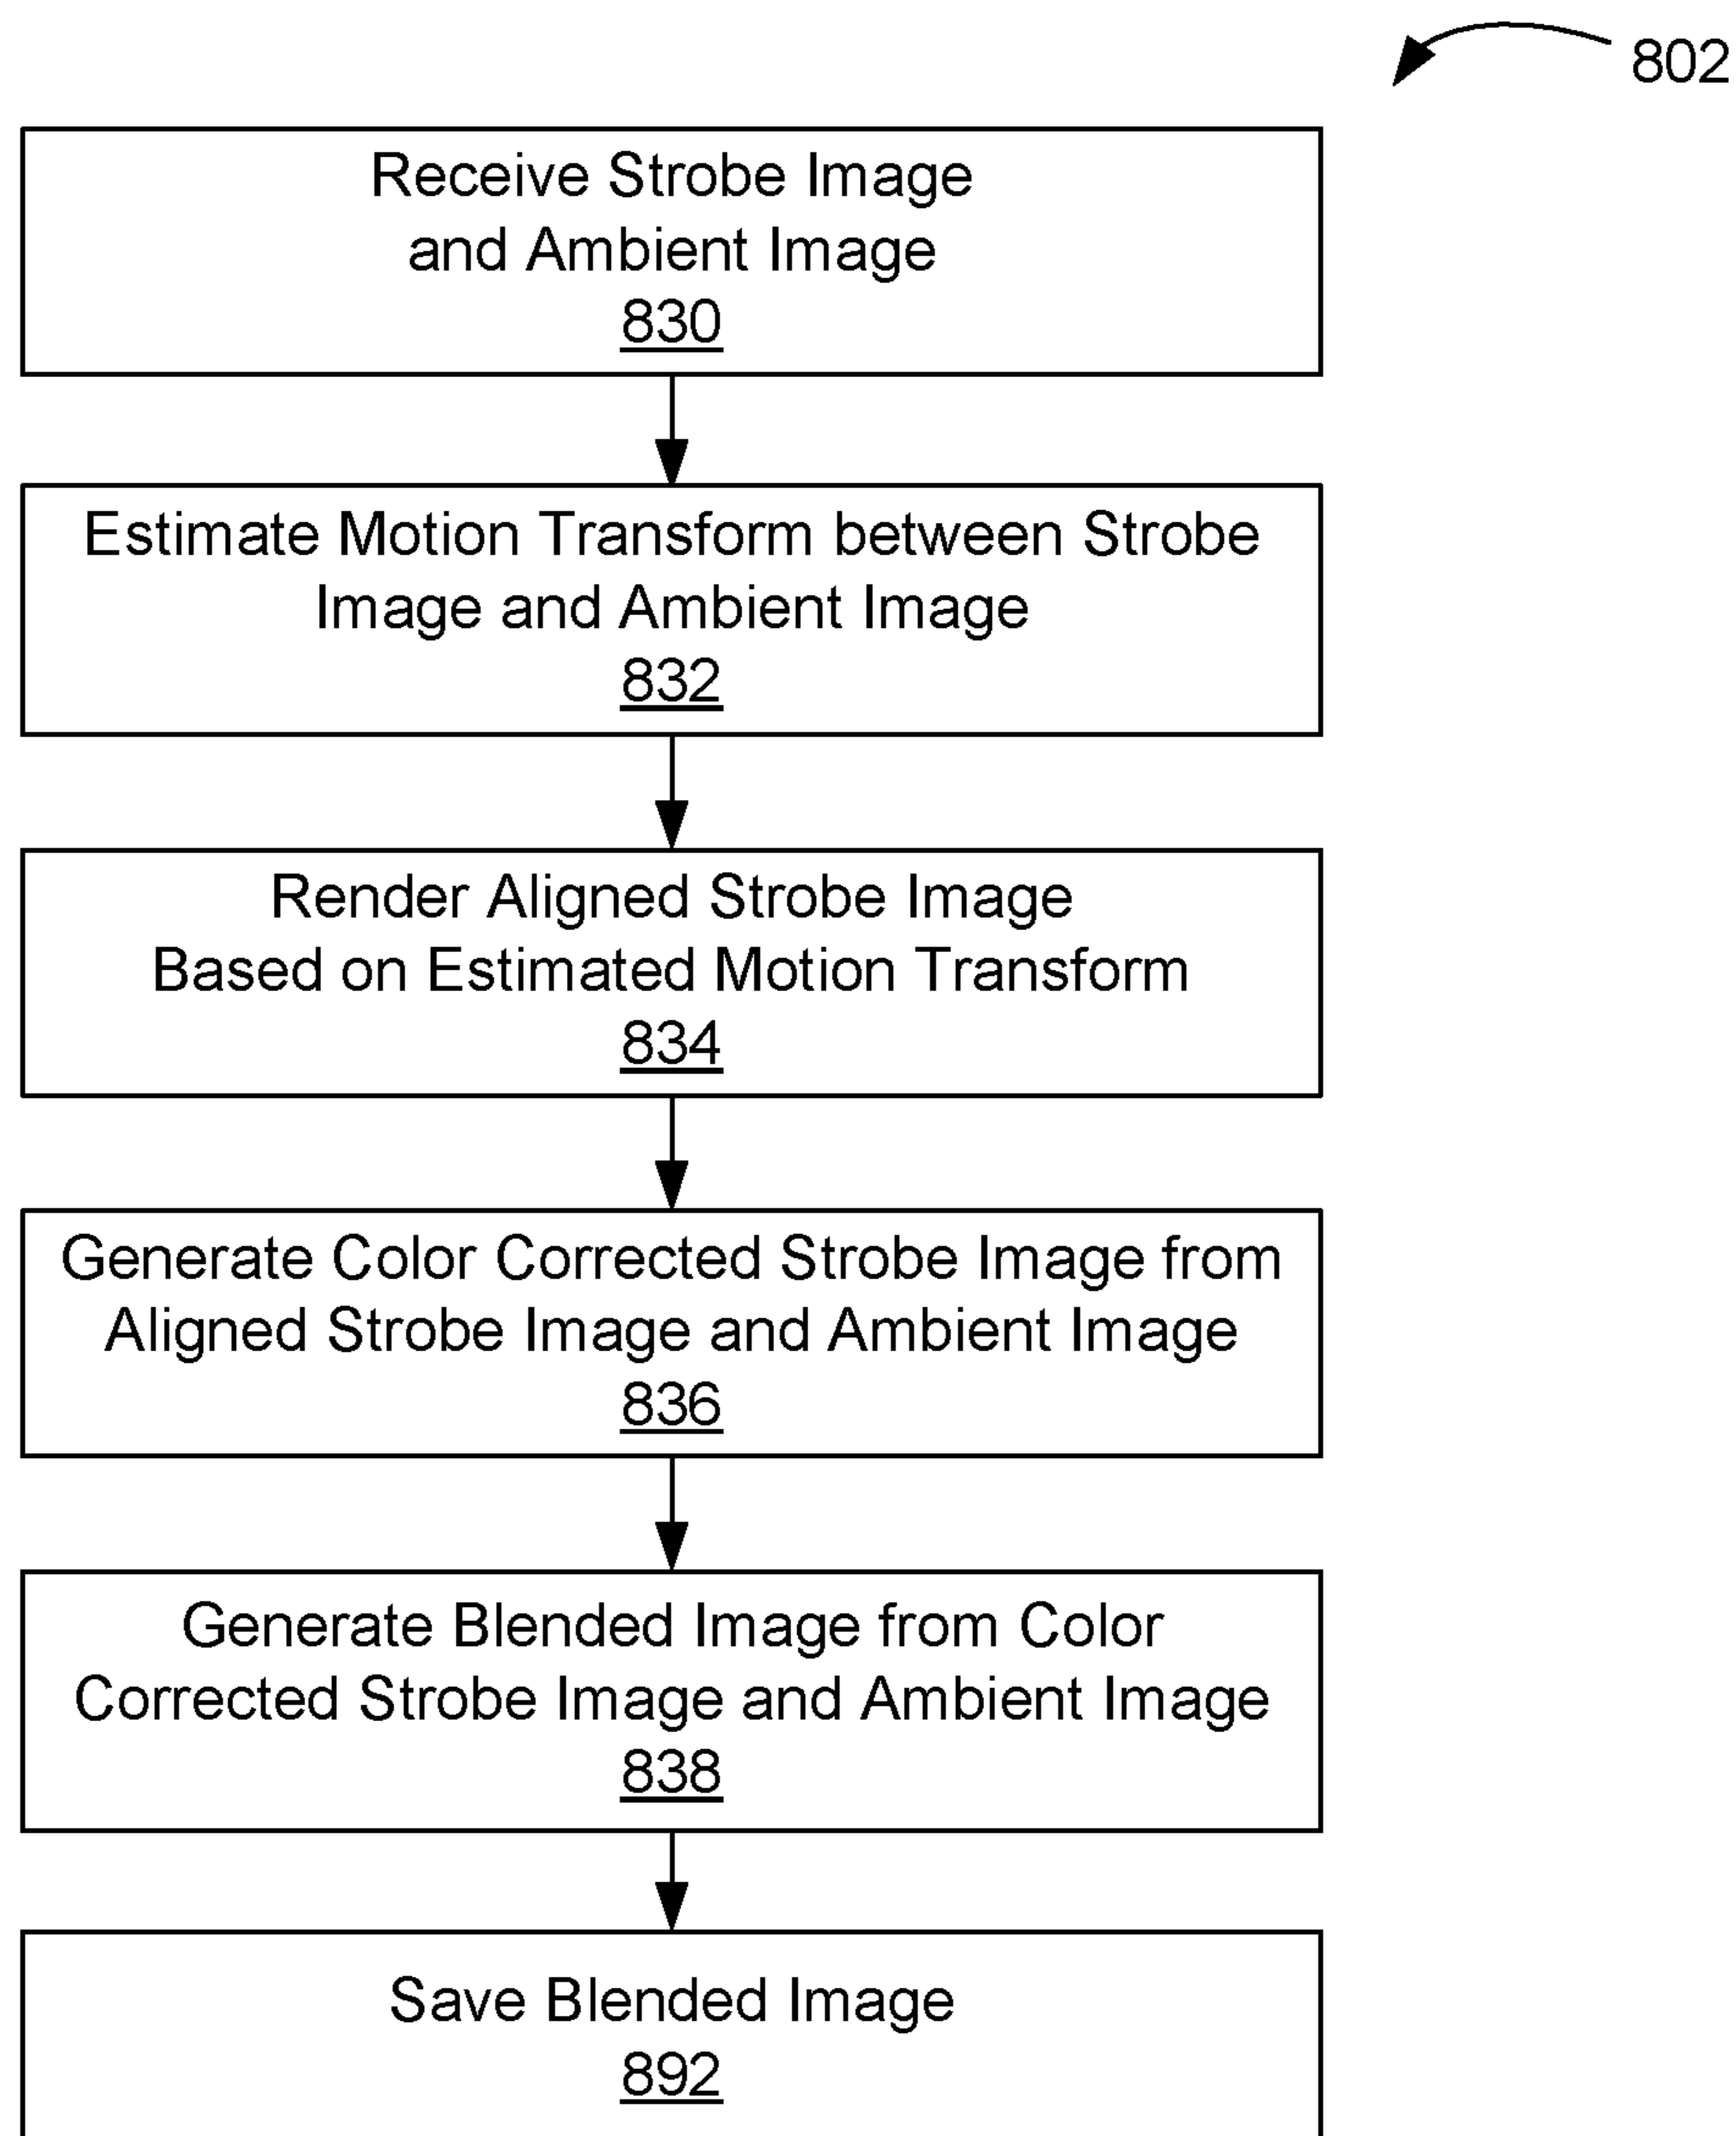 802
Receive Strobe Image
and Ambient Image
830
Estimate Motion Transform between Strobe
Image and Ambient Image
832
Render Aligned Strobe Image
Based on Estimated Motion Transform
834
Generate Color Corrected Strobe Image from
Aligned Strobe Image and Ambient Image
836
Generate Blended Image from Color
Corrected Strobe Image and Ambient Image
838
Save Blended Image
892